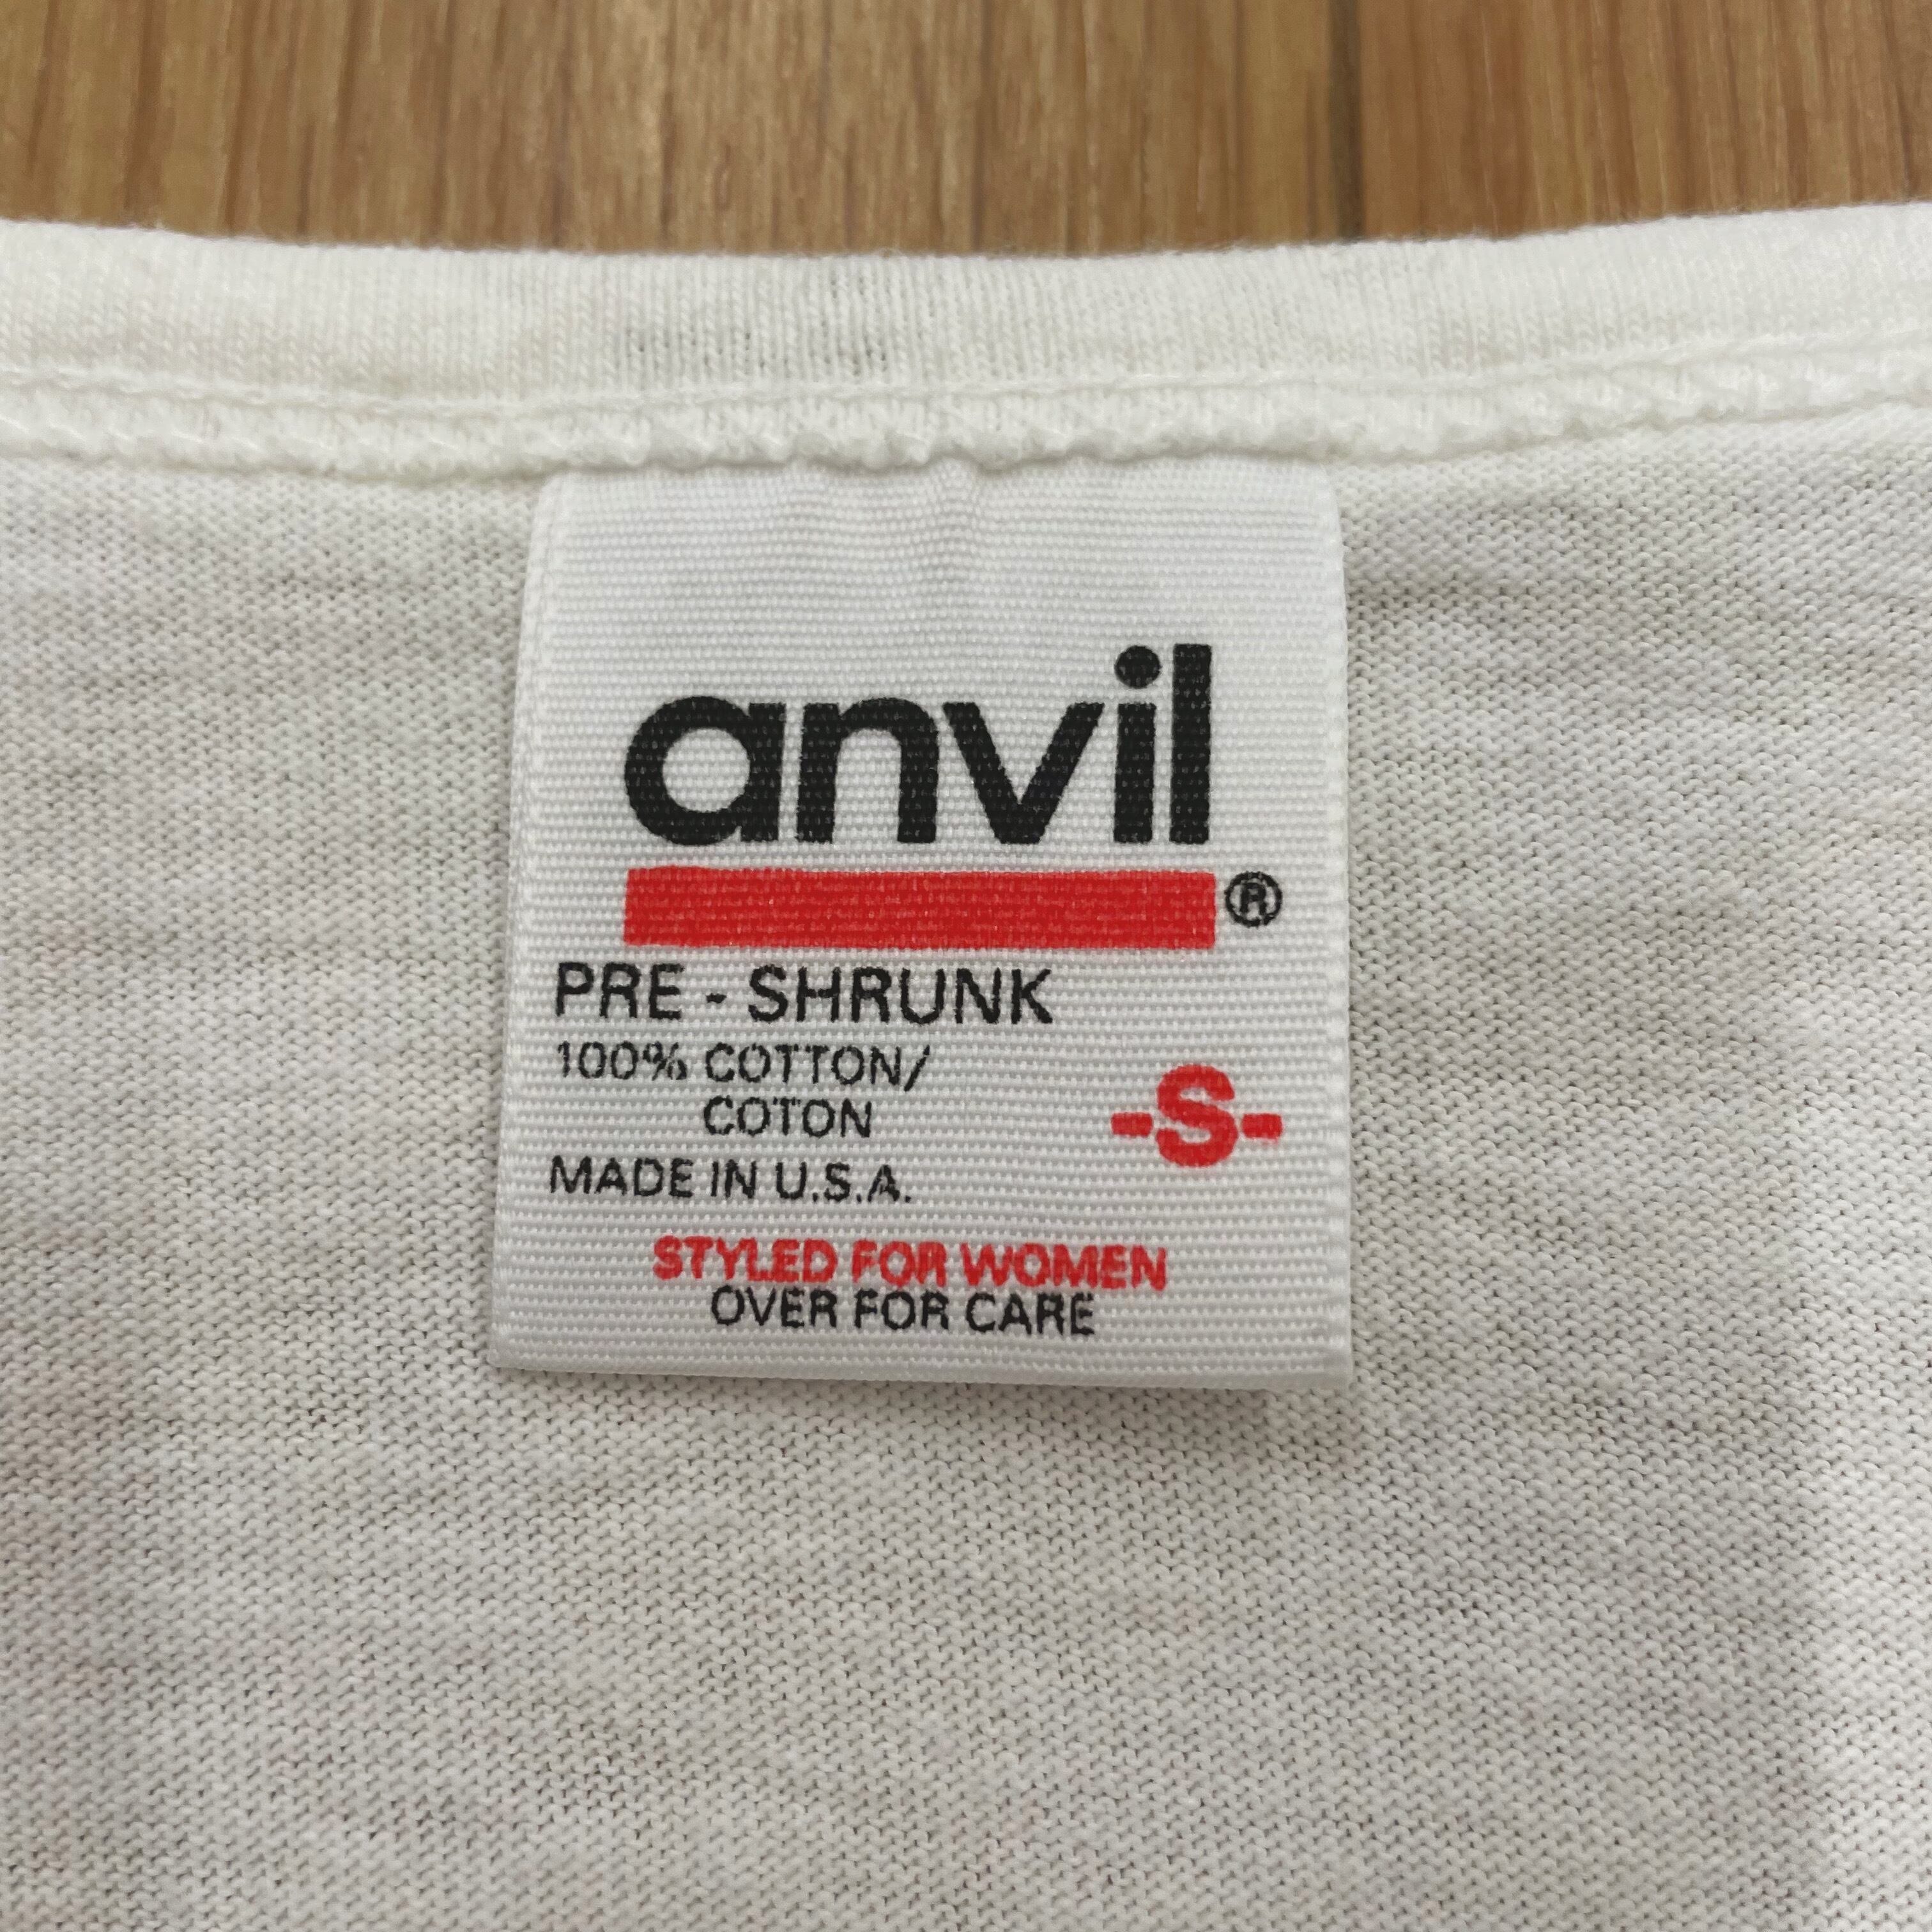 anvil
®
PRE - SHRUNK
100% COTTON/
COTON
-S-
MADE IN U.S.A.
STYLED FOR WOMEN
OVER FOR CARE